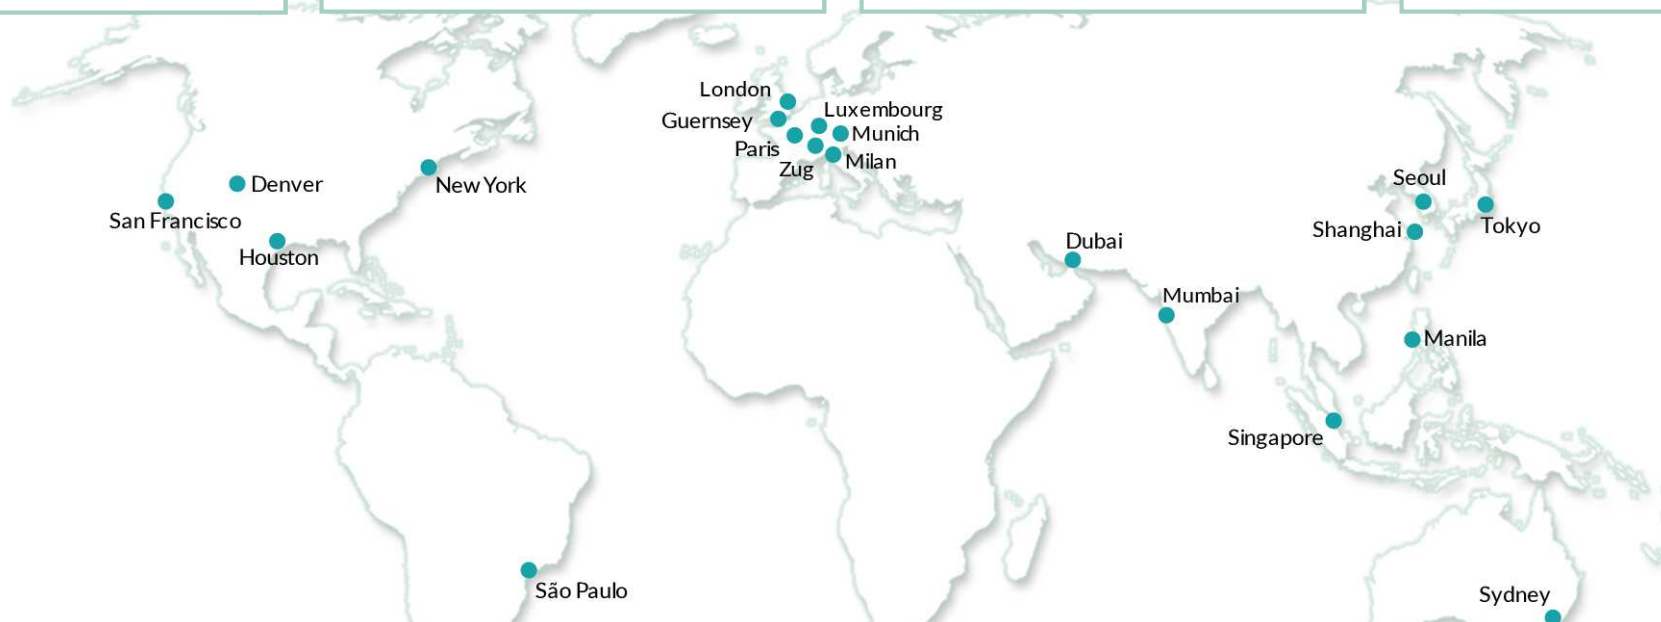 London
Luxembourg
Guernsey
Munich
Paris
Milan
Zug
Denver
New York
San Francisco
Houston
Seoul
Shanghai
Tokyo
Dubai
Mumbai
Manila
Singapore
São Paulo
Sydney